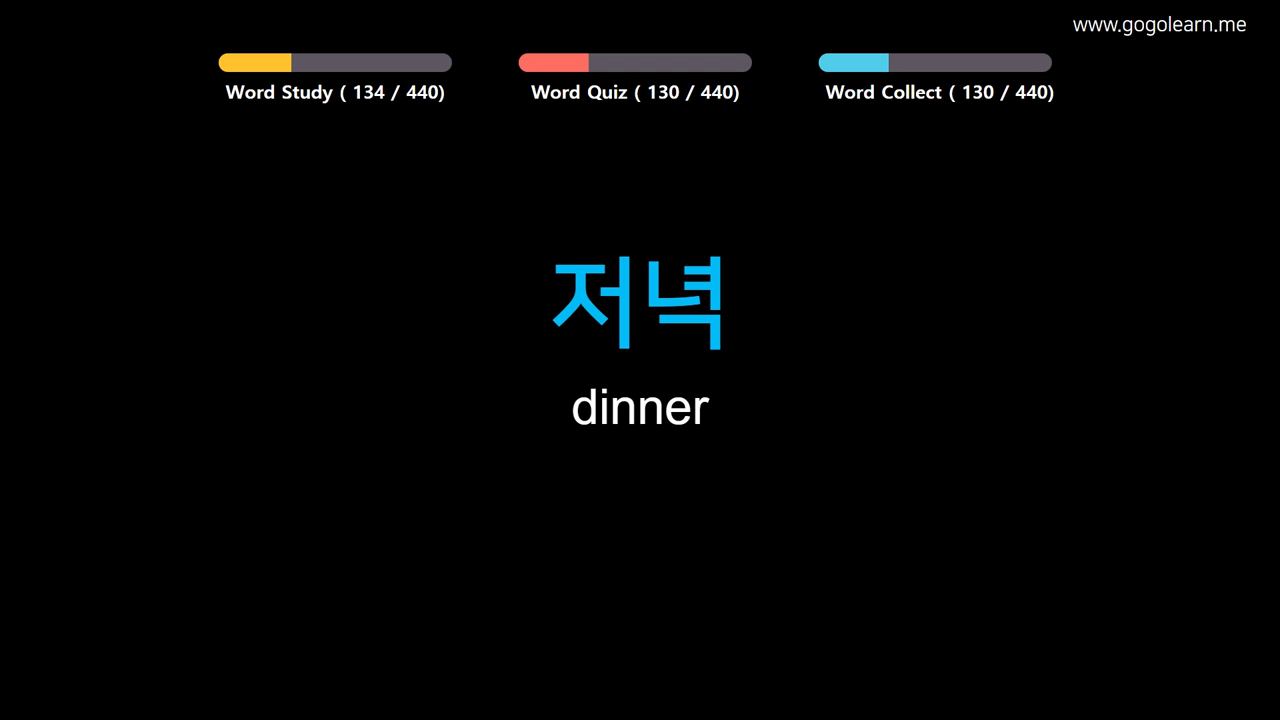 www.gogolearn.me
Word Study ( 134 / 440)
Word Quiz ( 130 / 440)
Word Collect ( 130 / 440)
저녁
dinner